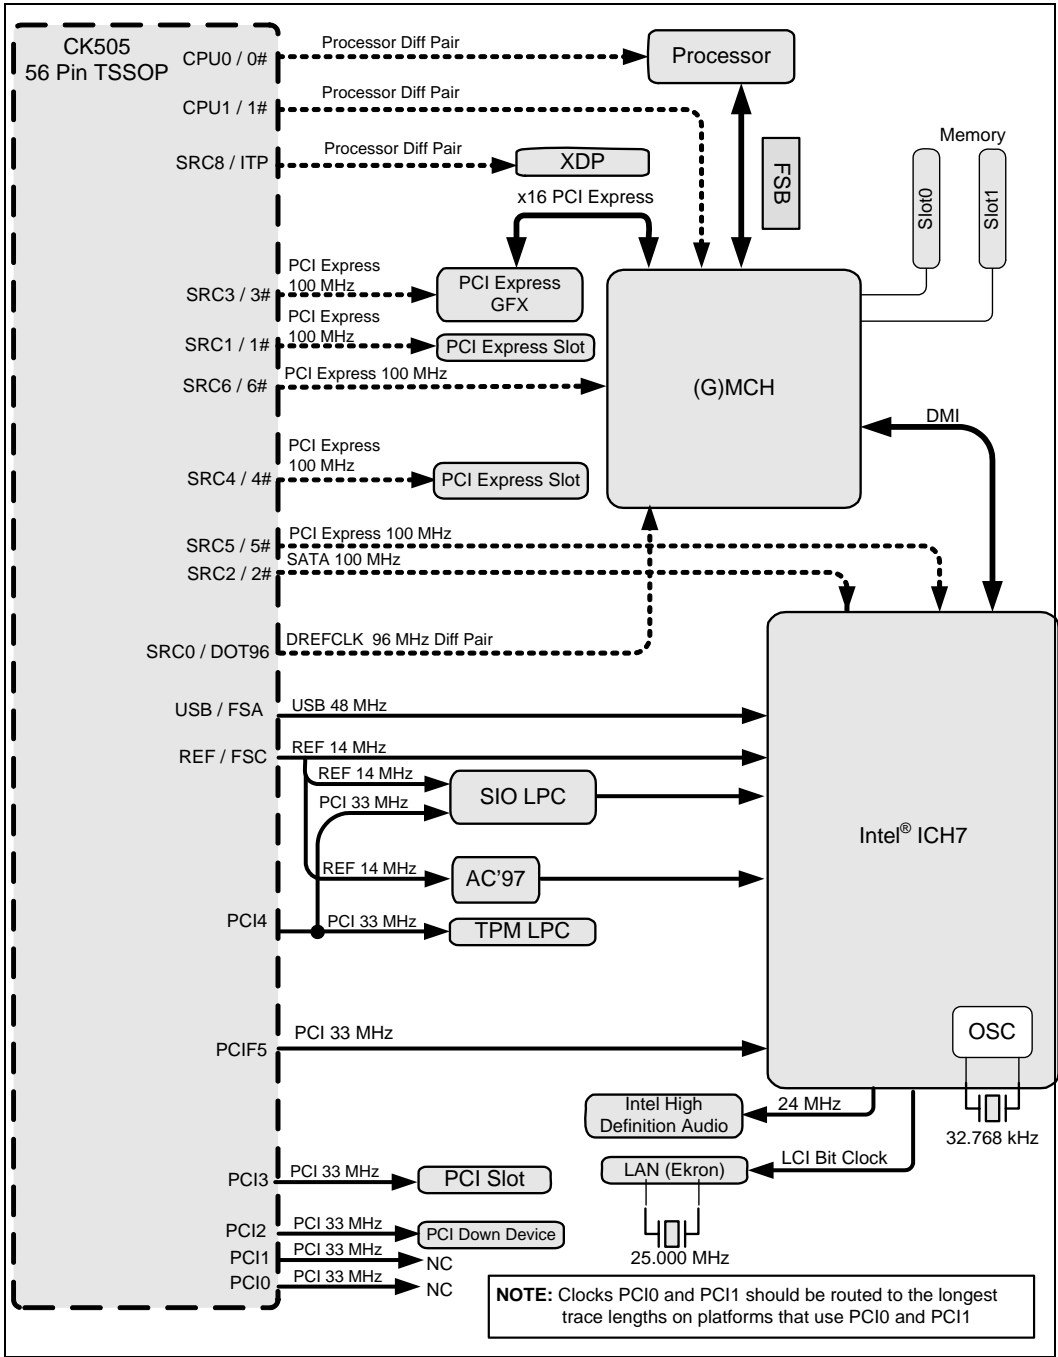 CK505
56 Pin TSSOP
CPU0 / 0#
Processor Diff Pair
Processor
CPU1 / 1#
Processor Diff Pair
SRC8 / ITP
Processor Diff Pair
XDP
FSB
Memory
Slot0
Slot1
x16 PCI Express
SRC3 / 3#
PCI Express
100 MHz
PCI Express
GFX
SRC1 / 1#
PCI Express
100 MHz
PCI Express Slot
SRC6 / 6#
PCI Express 100 MHz
(G)MCH
DMI
SRC4 / 4#
PCI Express
100 MHz
PCI Express Slot
SRC5 / 5#
PCI Express 100 MHz
SRC2 / 2#
SATA 100 MHz
SRC0 / DOT96
DREFCLK 96 MHz Diff Pair
USB / FSA
USB 48 MHz
REF / FSC
REF 14 MHz
REF 14 MHz
PCI 33 MHz
SIO LPC
Intel® ICH7
REF 14 MHz
AC'97
PCI4
PCI 33 MHz
TPM LPC
PCIF5
PCI 33 MHz
OSC
32.768 kHz
Intel High
Definition Audio
24 MHz
LAN (Ekron)
LCI Bit Clock
25.000 MHz
PCI3
PCI 33 MHz
PCI Slot
PCI2
PCI 33 MHz
PCI Down Device
PCI1
PCI 33 MHz
NC
PCI0
PCI 33 MHz
NC
NOTE: Clocks PCI0 and PCI1 should be routed to the longest
trace lengths on platforms that use PCI0 and PCI1